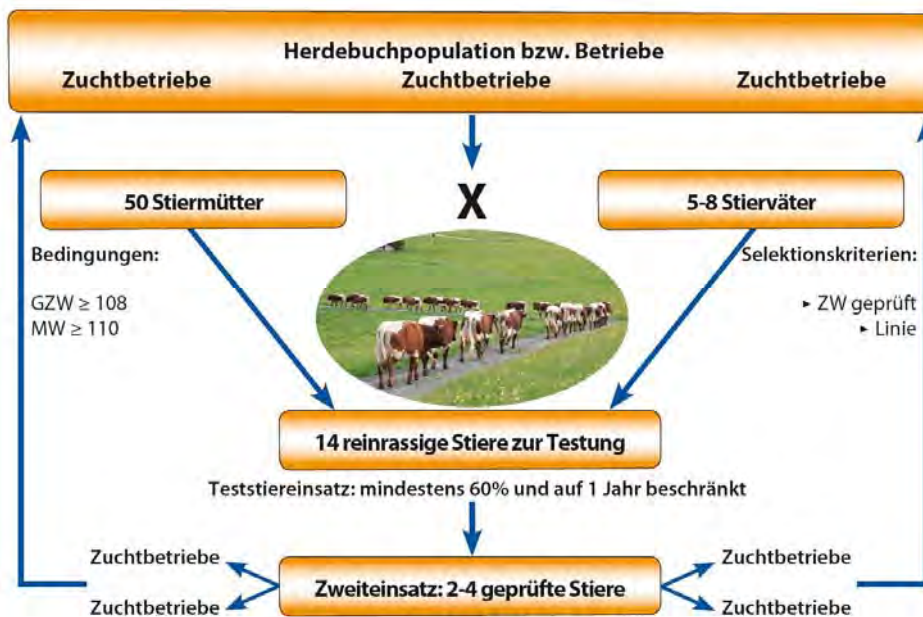 Herdebuchpopulation bzw. Betriebe
Zuchtbetriebe Zuchtbetriebe Zuchtbetriebe
50 Stiermütter X 5-8 Stierväter
Bedingungen:
GZW ≥ 108
MW ≥ 110
Selektionskriterien:
▸ ZW geprüft
▸ Linie
14 reinrassige Stiere zur Testung
Teststiereinsatz: mindestens 60% und auf 1 Jahr beschränkt
Zuchtbetriebe
Zuchtbetriebe
Zweiteinsatz: 2-4 geprüfte Stiere
Zuchtbetriebe
Zuchtbetriebe